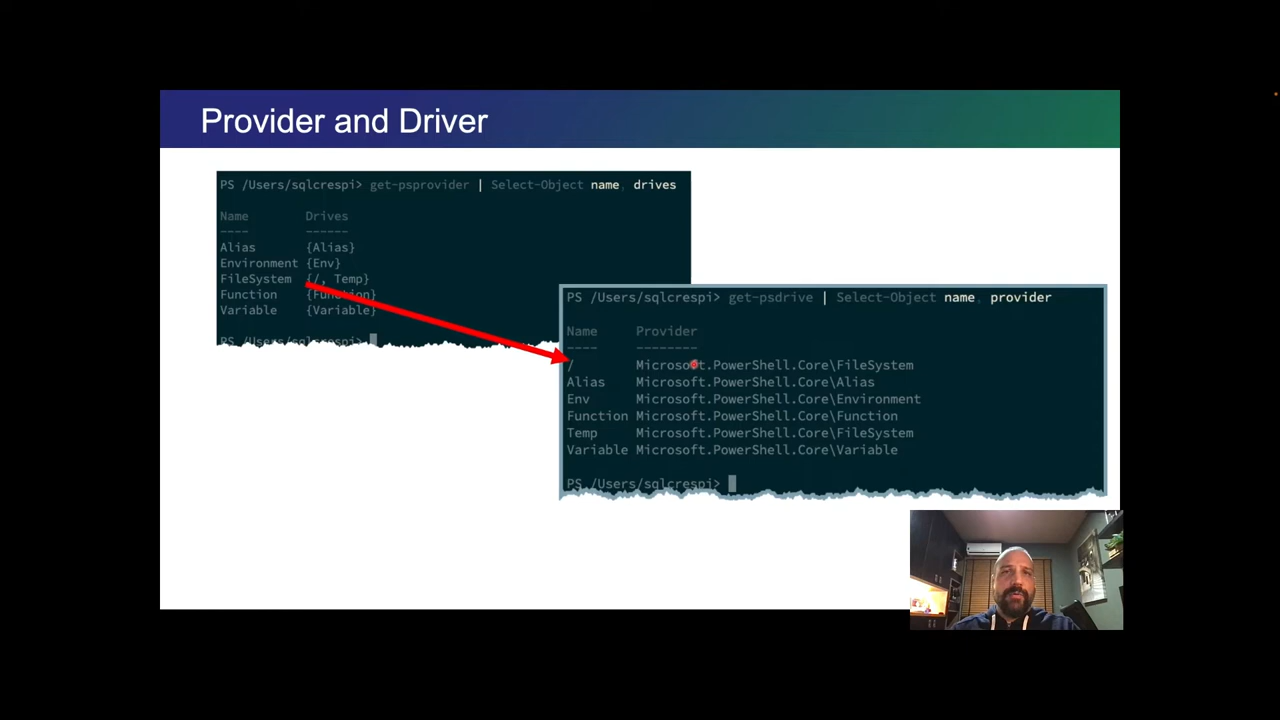 Provider and Driver
PS /Users/sqlcrespi> get-psprovider | Select-Object name, drives
Name Drives
---- ------
Alias {Alias}
Environment {Env}
FileSystem {/, Temp}
Function {Function}
Variable {Variable}
PS /Users/sqlcrespi>
PS /Users/sqlcrespi> get-psdrive | Select-Object name, provider
Name Provider
---- --------
/ Microsoft.PowerShell.Core\FileSystem
Alias Microsoft.PowerShell.Core\Alias
Env Microsoft.PowerShell.Core\Environment
Function Microsoft.PowerShell.Core\Function
Temp Microsoft.PowerShell.Core\FileSystem
Variable Microsoft.PowerShell.Core\Variable
PS /Users/sqlcrespi>